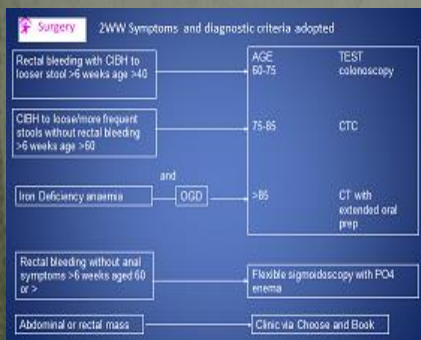 Surgery
2WW Symptoms and diagnostic criteria adopted
Rectal bleeding with CIBH to
looser stool >6 weeks age >40
AGE TEST
60-75 colonoscopy
CIBH to loose/more frequent
stools without rectal bleeding
>6 weeks age >60
75-85 CTC
and
Iron Deficiency anaemia
OGD
>85 CT with
extended oral
prep
Rectal bleeding without anal
symptoms >6 weeks aged 60
or >
Flexible sigmoidoscopy with PO4
enema
Abdominal or rectal mass
Clinic via Choose and Book